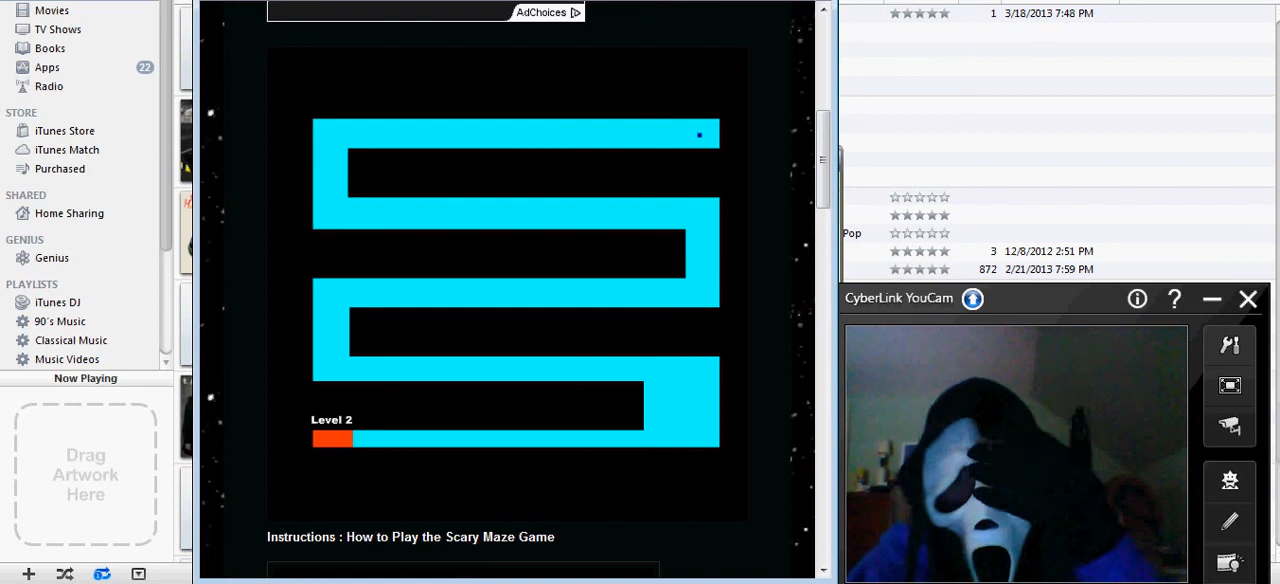 Movies
TV Shows
Books
Apps 22
Radio
STORE
iTunes Store
iTunes Match
Purchased
SHARED
Home Sharing
GENIUS
Genius
PLAYLISTS
iTunes DJ
90's Music
Classical Music
Music Videos
Now Playing
Drag
Artwork
Here
AdChoices
Level 2
Instructions : How to Play the Scary Maze Game
1 3/18/2013 7:48 PM
Pop
3 12/8/2012 2:51 PM
872 2/21/2013 7:59 PM
CyberLink YouCam